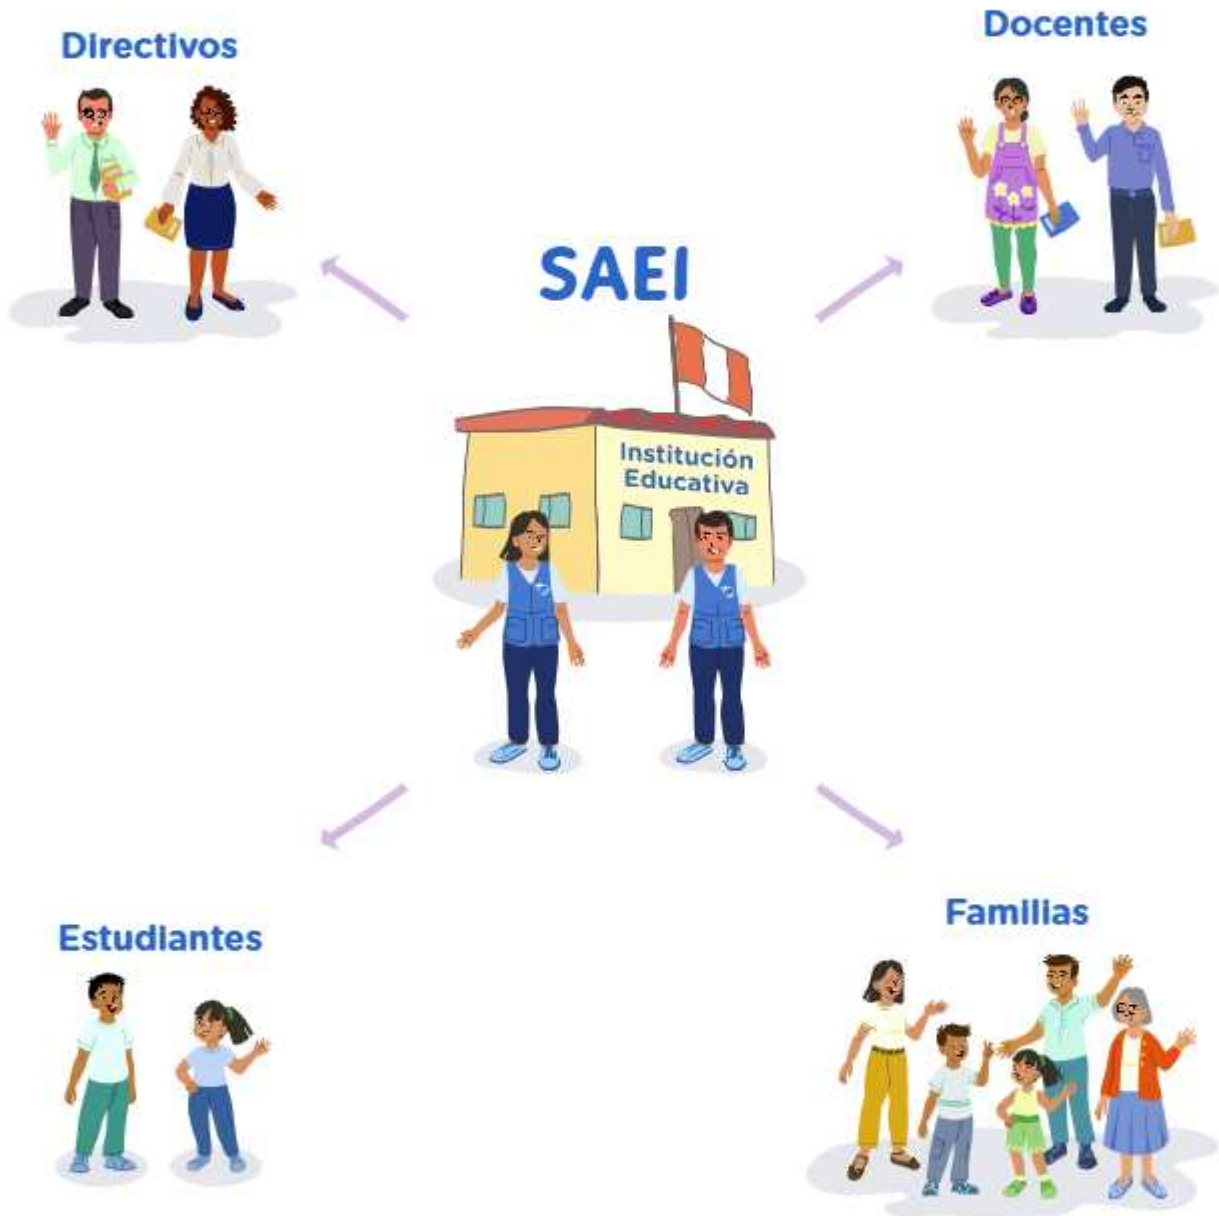 Directivos
Docentes
SAEI
Institución
Educativa
Estudiantes
Familias